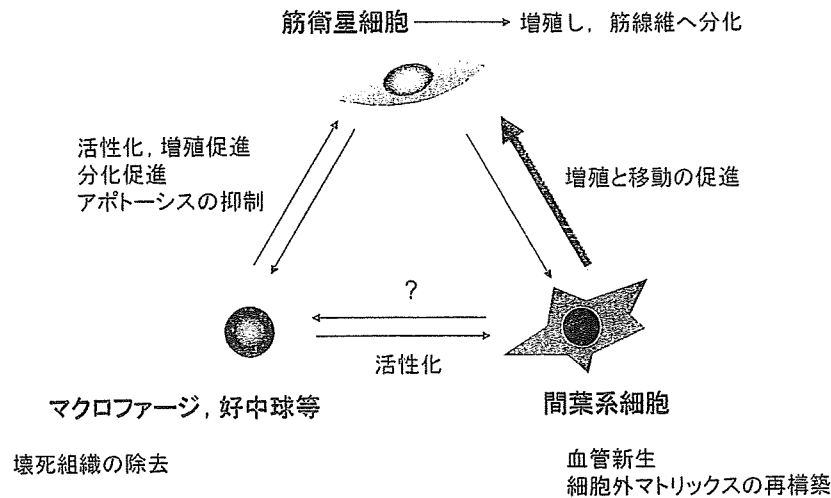 筋衛星細胞
増殖し，筋線維へ分化
活性化，増殖促進
分化促進
アポトーシスの抑制
増殖と移動の促進
?
活性化
マクロファージ，好中球等
間葉系細胞
壊死組織の除去
血管新生
細胞外マトリックスの再構築